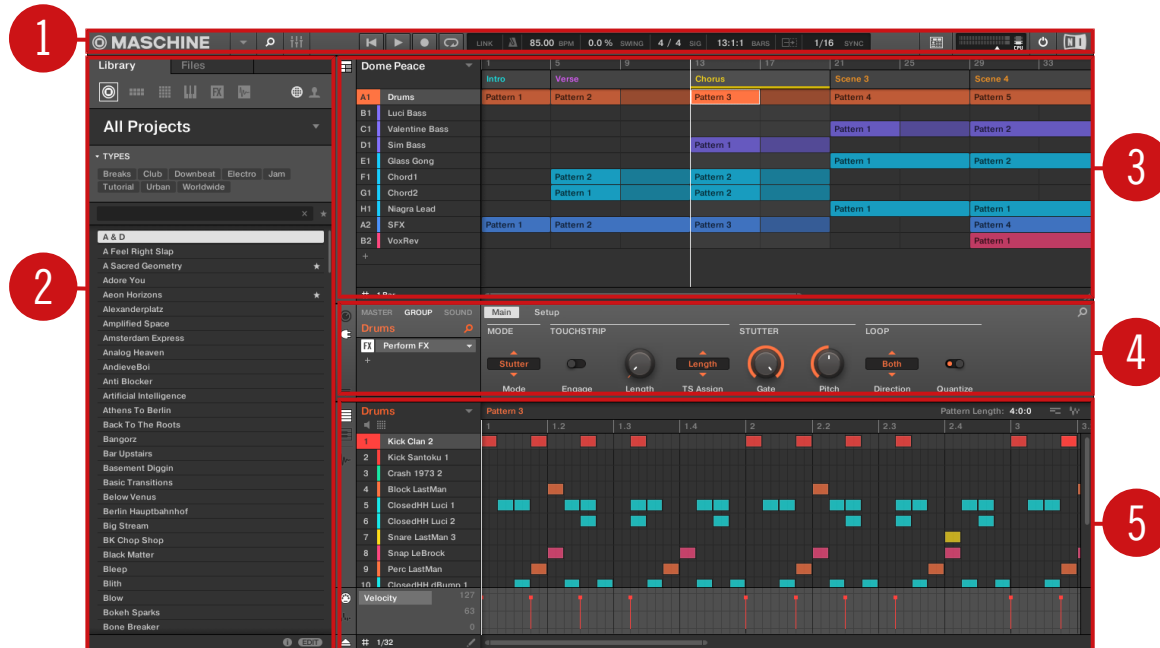 1
MASCHINE
LINK 85.00 BPM 0.0 % SWING 4 / 4 SIG 13:1:1 BARS 1/16 SYNC
CPU
2
Library Files
FX
All Projects
TYPES
Breaks Club Downbeat Electro Jam
Tutorial Urban Worldwide
A & D
A Feel Right Slap
A Sacred Geometry
Adore You
Aeon Horizons
Alexanderplatz
Amplified Space
Amsterdam Express
Analog Heaven
AndieveBoi
Anti Blocker
Artificial Intelligence
Athens To Berlin
Back To The Roots
Bangorz
Bar Upstairs
Basement Diggin
Basic Transitions
Below Venus
Berlin Hauptbahnhof
Big Stream
BK Chop Shop
Black Matter
Bleep
Blith
Blow
Bokeh Sparks
Bone Breaker
EDIT
3
Dome Peace
1 5 9 13 17 21 25 29 33
Intro Verse Chorus Scene 3 Scene 4
A1 Drums Pattern 1 Pattern 2 Pattern 3 Pattern 4 Pattern 5
B1 Luci Bass
C1 Valentine Bass Pattern 1 Pattern 2
D1 Sim Bass Pattern 1
E1 Glass Gong Pattern 1 Pattern 2
F1 Chord1 Pattern 2 Pattern 2
G1 Chord2 Pattern 1 Pattern 2
H1 Niagra Lead Pattern 1 Pattern 1
A2 SFX Pattern 1 Pattern 2 Pattern 3 Pattern 4
B2 VoxRev Pattern 1
+
# 1 Bar
4
MASTER GROUP SOUND Main Setup
Drums
MODE TOUCHSTRIP STUTTER LOOP
FX Perform FX
+
Stutter Length Both
Mode Engage Length TS Assign Gate Pitch Direction Quantize
5
Drums Pattern 3 Pattern Length: 4:0:0
1 1.2 1.3 1.4 2 2.2 2.3 2.4 3 3.
1 Kick Clan 2
2 Kick Santoku 1
3 Crash 1973 2
4 Block LastMan
5 ClosedHH Luci 1
6 ClosedHH Luci 2
7 Snare LastMan 3
8 Snap LeBrock
9 Perc LastMan
10 ClosedHH dBump 1
Velocity 127
63
0
# 1/32